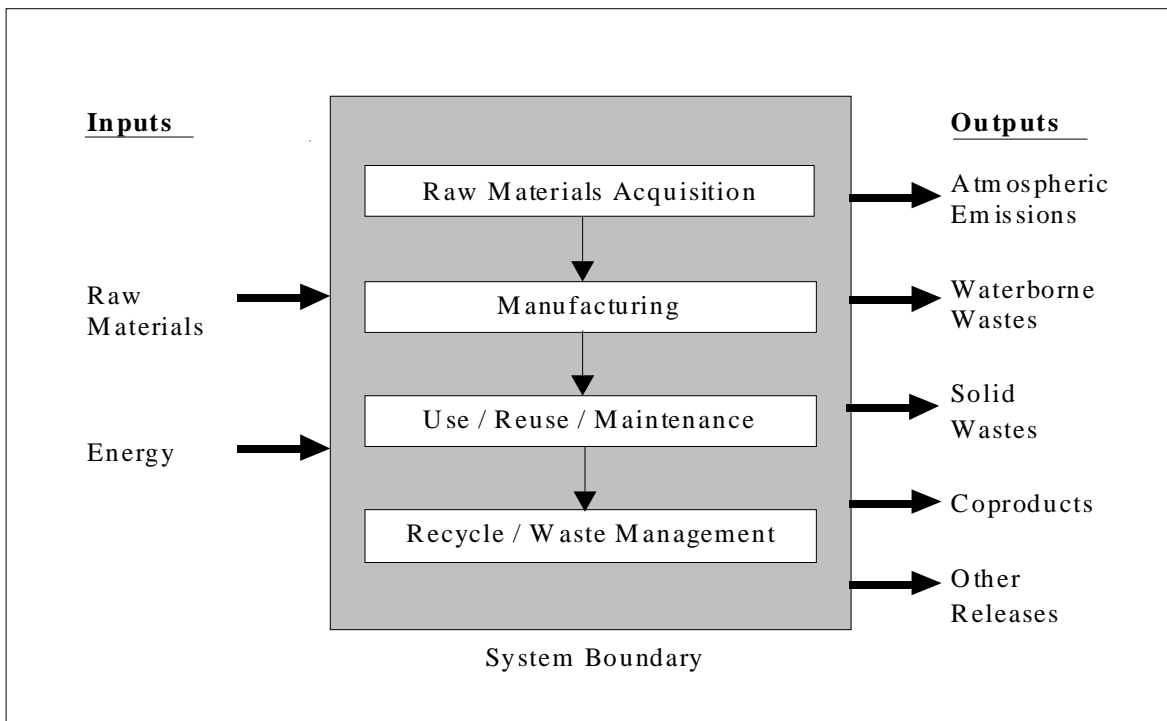 Inputs
Raw
Materials
Energy
Raw Materials Acquisition
Manufacturing
Use / Reuse / Maintenance
Recycle / Waste Management
System Boundary
Outputs
Atmospheric
Emissions
Waterborne
Wastes
Solid
Wastes
Coproducts
Other
Releases